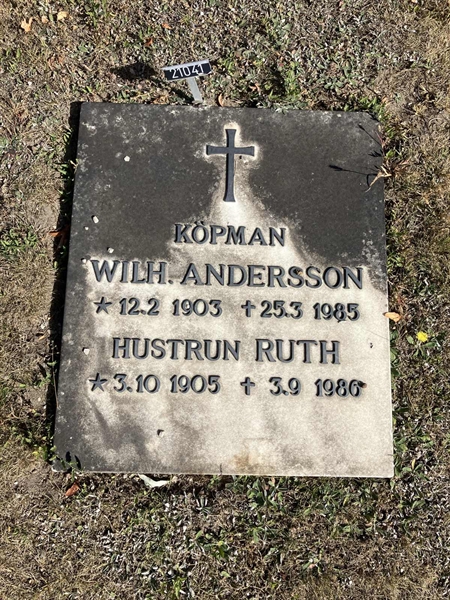 21041
KÖPMAN
WILH. ANDERSSON
* 12.2 1903 † 25.3 1985
HUSTRUN RUTH
* 3.10 1905 † 3.9 1986